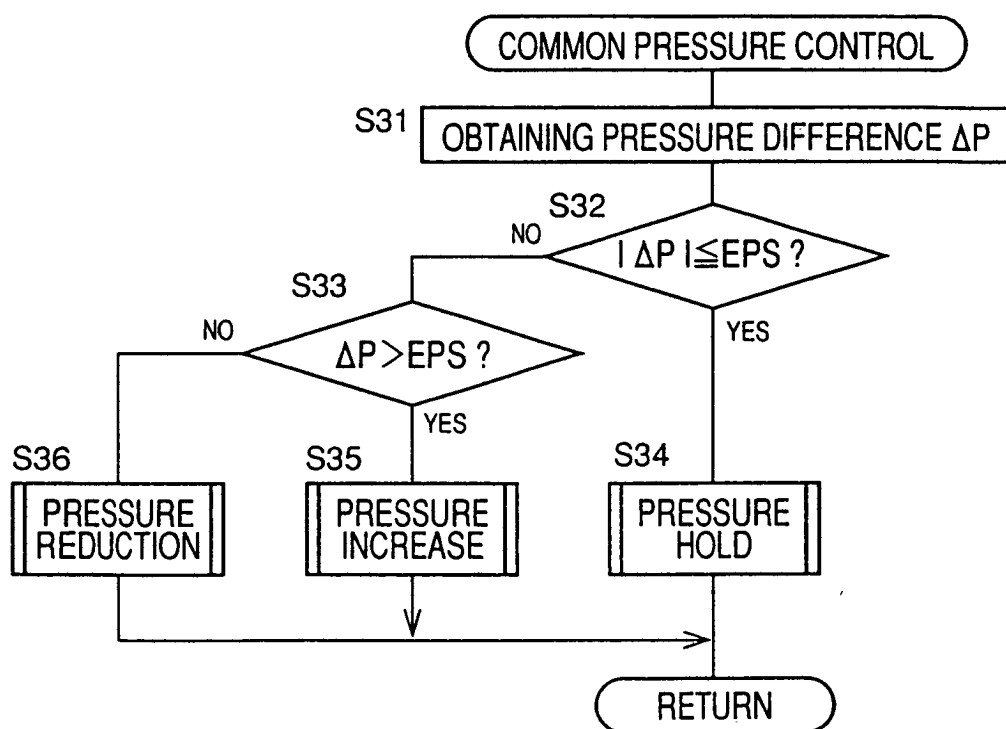 COMMON PRESSURE CONTROL
S31
OBTAINING PRESSURE DIFFERENCE ΔP
S32
NO
| ΔP |≦EPS ?
YES
S33
NO
ΔP>EPS ?
YES
S36
PRESSURE
REDUCTION
S35
PRESSURE
INCREASE
S34
PRESSURE
HOLD
RETURN